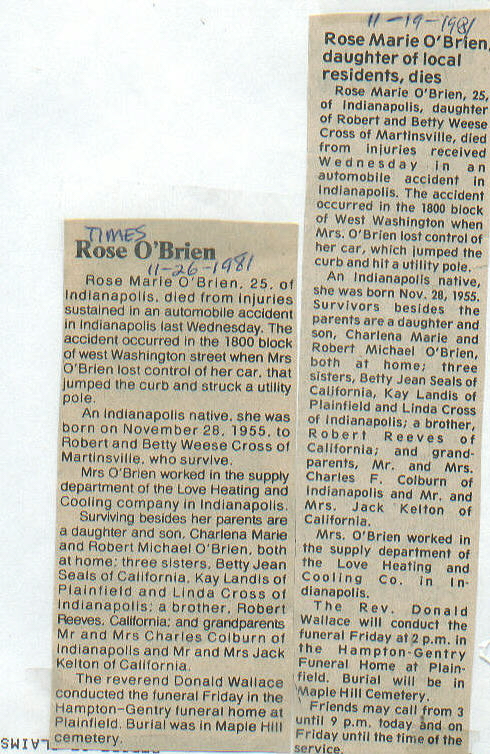 TIMES
Rose O'Brien
11-26-1981
Rose Marie O'Brien, 25, of
Indianapolis, died from injuries
sustained in an automobile accident
in Indianapolis last Wednesday. The
accident occurred in the 1800 block
of west Washington street when Mrs
O'Brien lost control of her car, that
jumped the curb and struck a utility
pole.
An Indianapolis native, she was
born on November 28, 1955, to
Robert and Betty Weese Cross of
Martinsville, who survive.
Mrs O'Brien worked in the supply
department of the Love Heating and
Cooling company in Indianapolis.
Surviving besides her parents are
a daughter and son, Charlena Marie
and Robert Michael O'Brien, both
at home; three sisters, Betty Jean
Seals of California, Kay Landis of
Plainfield and Linda Cross of
Indianapolis; a brother, Robert
Reeves, California; and grandparents
Mr and Mrs Charles Colburn of
Indianapolis and Mr and Mrs Jack
Kelton of California.
The reverend Donald Wallace
conducted the funeral Friday in the
Hampton-Gentry funeral home at
Plainfield. Burial was in Maple Hill
cemetery.
11-19-1981
Rose Marie O'Brien,
daughter of local
residents, dies
Rose Marie O'Brien, 25,
of Indianapolis, daughter
of Robert and Betty Weese
Cross of Martinsville, died
from injuries received
Wednesday in an
automobile accident in
Indianapolis. The accident
occurred in the 1800 block
of West Washington when
Mrs. O'Brien lost control of
her car, which jumped the
curb and hit a utility pole.
An Indianapolis native,
she was born Nov. 28, 1955.
Survivors besides the
parents are a daughter and
son, Charlena Marie and
Robert Michael O'Brien,
both at home; three
sisters, Betty Jean Seals of
California, Kay Landis of
Plainfield and Linda Cross
of Indianapolis; a brother,
Robert Reeves of
California; and grand-
parents, Mr. and Mrs.
Charles F. Colburn of
Indianapolis and Mr. and
Mrs. Jack Kelton of
California.
Mrs. O'Brien worked in
the supply department of
the Love Heating and
Cooling Co. in In-
dianapolis.
The Rev. Donald
Wallace will conduct the
funeral Friday at 2 p.m. in
the Hampton-Gentry
Funeral Home at Plain-
field. Burial will be in
Maple Hill Cemetery.
Friends may call from 3
until 9 p.m. today and on
Friday until the time of the
service.
CLAIMS